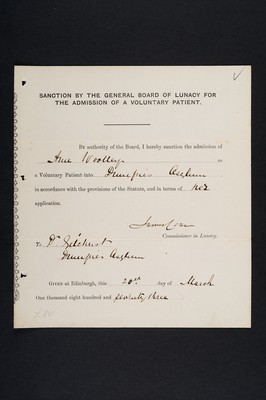 SANCTION BY THE GENERAL BOARD OF LUNACY FOR
THE ADMISSION OF A VOLUNTARY PATIENT.
By authority of the Board, I hereby sanction the admission of
Woolley as
a Voluntary Patient into Dumfries Asylum
in accordance with the provisions of the Statute, and in terms of
application.
James Coxe
Commissioner in Lunacy.
To Dr Gilchrist
Dumfries Asylum
Given at Edinburgh, this 20th day of March
One thousand eight hundred and seventy three